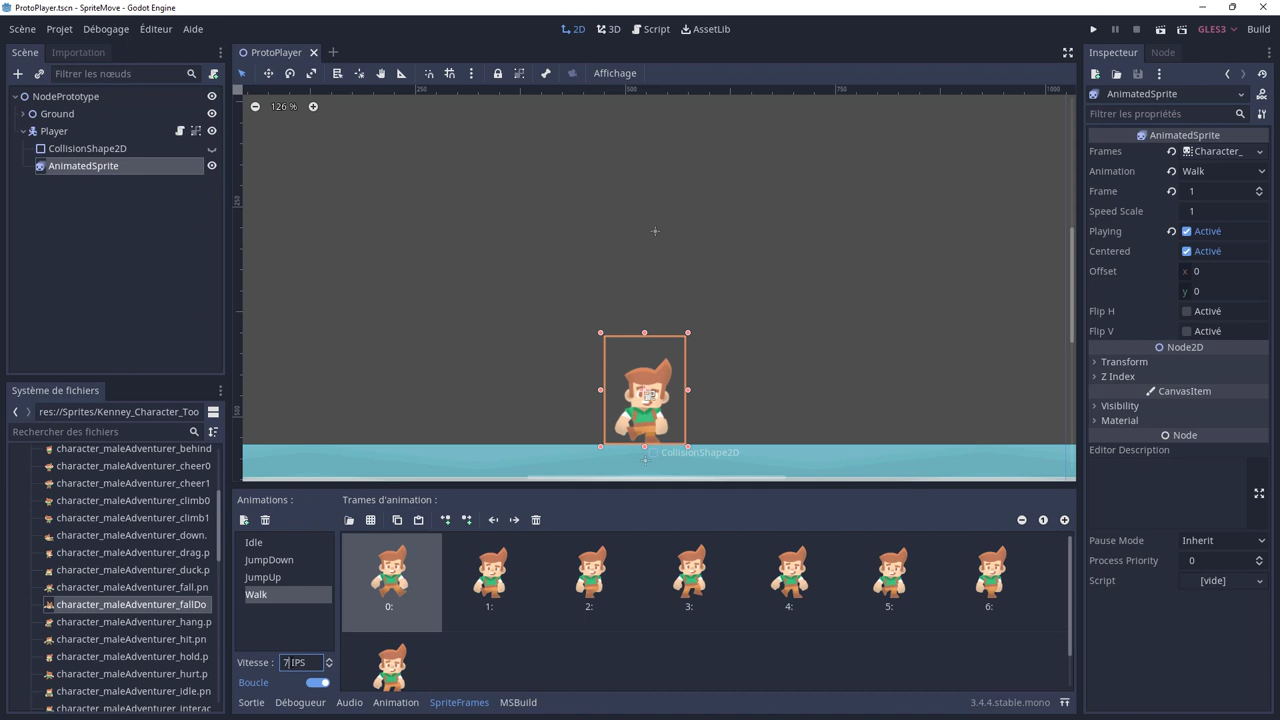 ProtoPlayer.tscn - SpriteMove - Godot Engine
Scène Projet Débogage Éditeur Aide
2D 3D Script AssetLib
GLES3 Build
Scène Importation
Filtrer les nœuds
NodePrototype
Ground
Player
CollisionShape2D
AnimatedSprite
Système de fichiers
res://Sprites/Kenney_Character_Too
Rechercher des fichiers
character_maleAdventurer_behind
character_maleAdventurer_cheer0
character_maleAdventurer_cheer1
character_maleAdventurer_climb0
character_maleAdventurer_climb1
character_maleAdventurer_down.
character_maleAdventurer_drag.p
character_maleAdventurer_duck.p
character_maleAdventurer_fall.pn
character_maleAdventurer_fallDo
character_maleAdventurer_hang.p
character_maleAdventurer_hit.pn
character_maleAdventurer_hold.p
character_maleAdventurer_hurt.p
character_maleAdventurer_idle.pn
character_maleAdventurer_interac
ProtoPlayer
Affichage
250 500 750 1000
126 %
250
500
CollisionShape2D
Animations : Trames d'animation :
Idle
JumpDown
JumpUp
Walk
0: 1: 2: 3: 4: 5: 6:
Vitesse : 7 IPS
Boucle
Sortie Débogueur Audio Animation SpriteFrames MSBuild 3.4.4.stable.mono
Inspecteur Node
AnimatedSprite
Filtrer les propriétés
AnimatedSprite
Frames Character_
Animation Walk
Frame 1
Speed Scale 1
Playing Activé
Centered Activé
Offset x 0
y 0
Flip H Activé
Flip V Activé
Node2D
Transform
Z Index
CanvasItem
Visibility
Material
Node
Editor Description
Pause Mode Inherit
Process Priority 0
Script [vide]